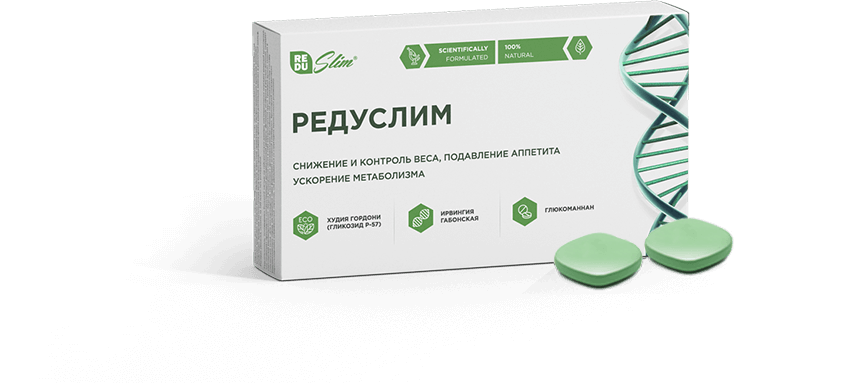 RE
DU
Slim®
SCIENTIFICALLY
FORMULATED
100%
NATURAL
РЕДУСЛИМ
СНИЖЕНИЕ И КОНТРОЛЬ ВЕСА, ПОДАВЛЕНИЕ АППЕТИТА
УСКОРЕНИЕ МЕТАБОЛИЗМА
ECO
ХУДИЯ ГОРДОНИ
(ГЛИКОЗИД P-57)
ИРВИНГИЯ
ГАБОНСКАЯ
ГЛЮКОМАННАН